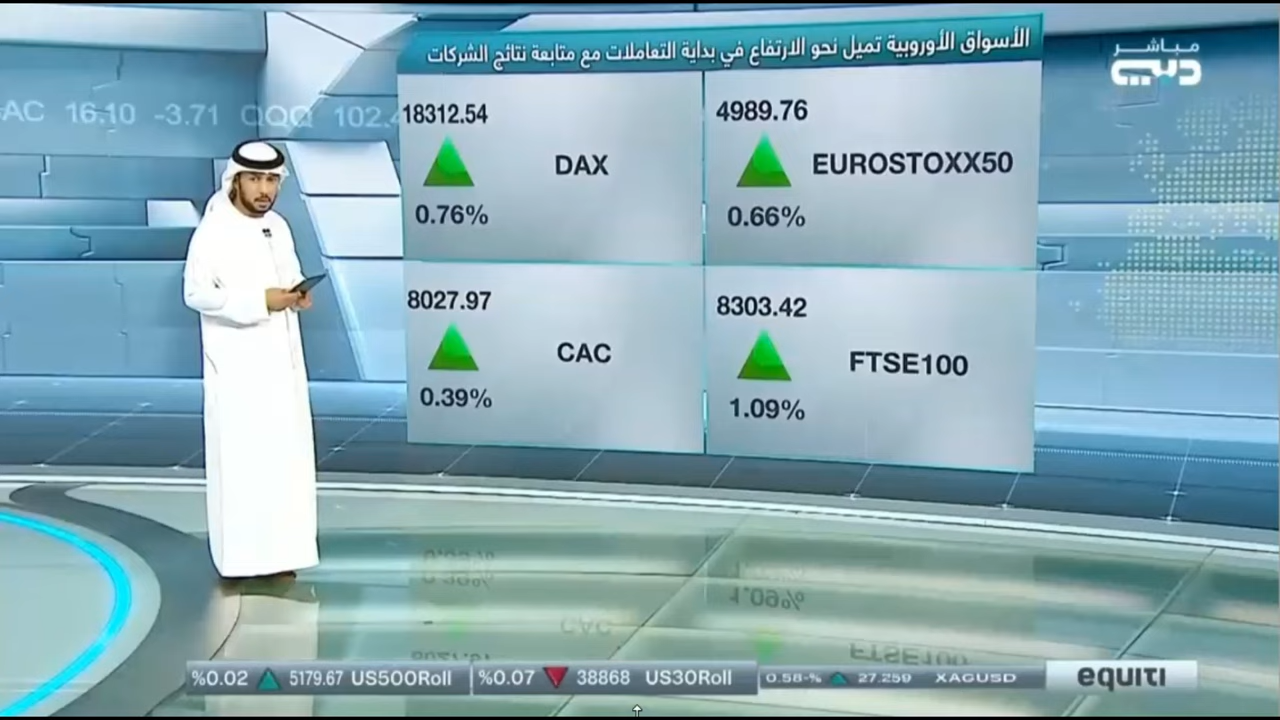 الأسواق الأوروبية تميل نحو الارتفاع في بداية التعاملات مع متابعة نتائج الشركات
مباشر
دبي
AC 16.10 -3.71 QQQ 102.4
18312.54
DAX
0.76%
4989.76
EUROSTOXX50
0.66%
8027.97
CAC
0.39%
8303.42
FTSE100
1.09%
%0.02 5179.67 US500Roll
%0.07 38868 US30Roll
0.58-% 27.259 XAGUSD
equiti